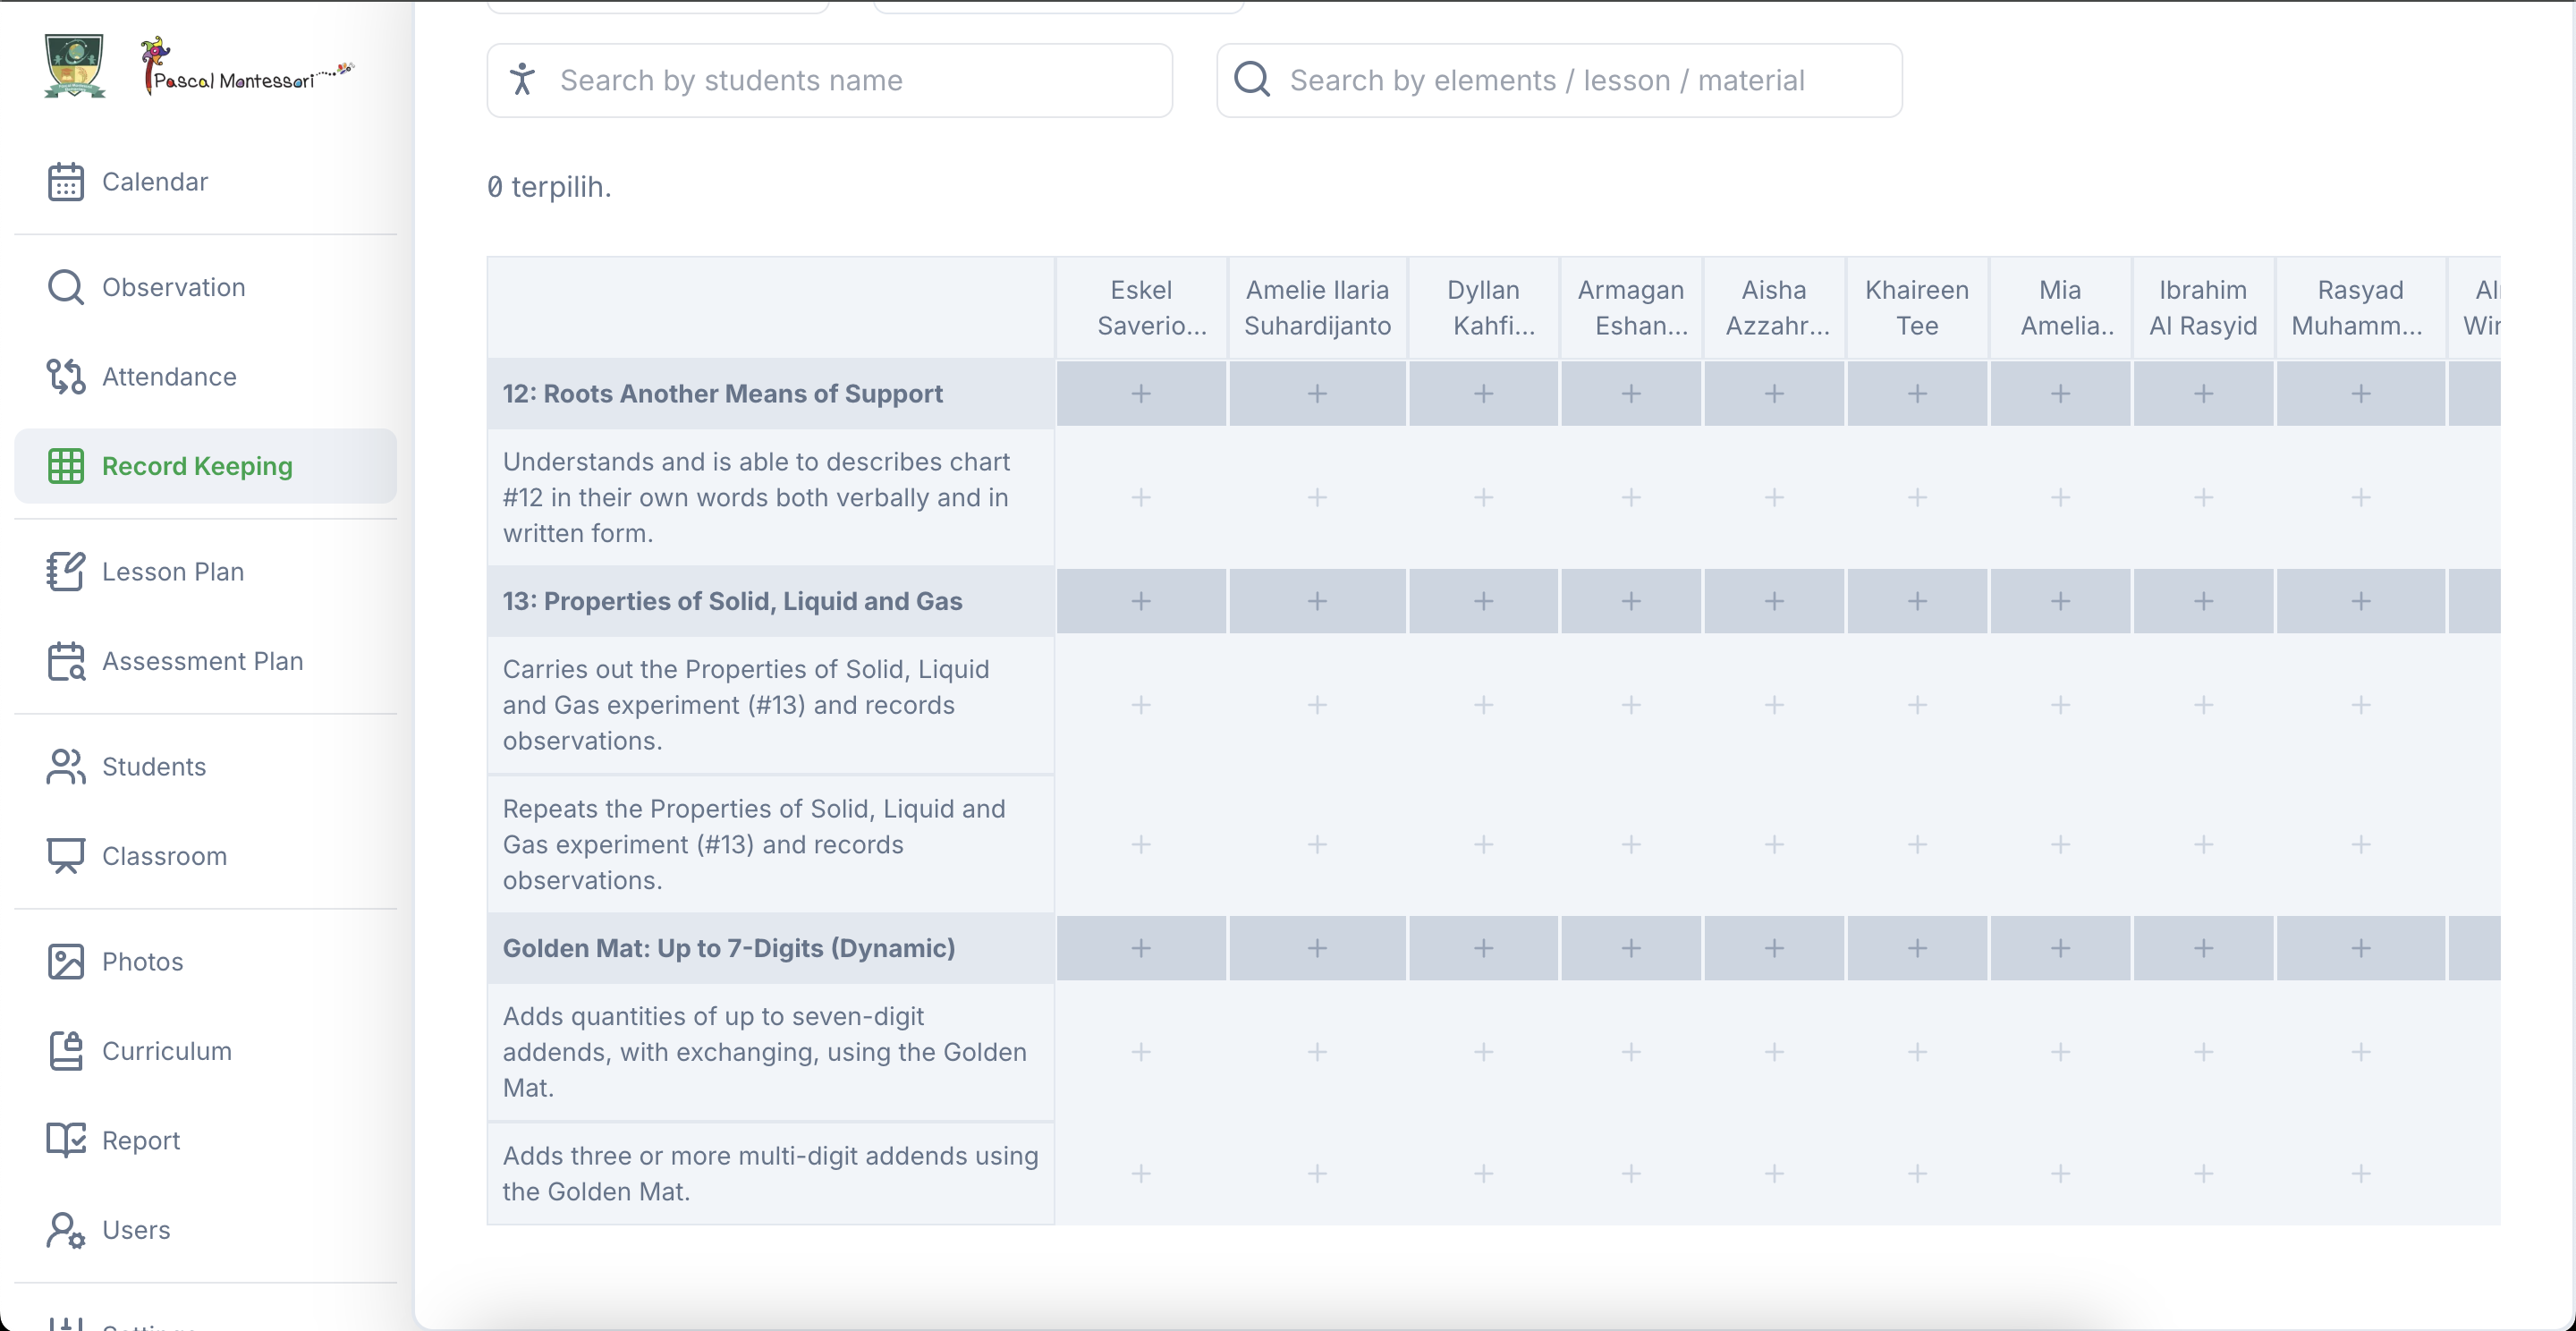 Pascal Montessori
Calendar
Observation
Attendance
Record Keeping
Lesson Plan
Assessment Plan
Students
Classroom
Photos
Curriculum
Report
Users
Search by students name
Search by elements / lesson / material
0 terpilih.
Eskel
Saverio...
Amelie Ilaria
Suhardijanto
Dyllan
Kahfi...
Armagan
Eshan...
Aisha
Azzahr...
Khaireen
Tee
Mia
Amelia..
Ibrahim
Al Rasyid
Rasyad
Muhamm...
12: Roots Another Means of Support
Understands and is able to describes chart
#12 in their own words both verbally and in
written form.
13: Properties of Solid, Liquid and Gas
Carries out the Properties of Solid, Liquid
and Gas experiment (#13) and records
observations.
Repeats the Properties of Solid, Liquid and
Gas experiment (#13) and records
observations.
Golden Mat: Up to 7-Digits (Dynamic)
Adds quantities of up to seven-digit
addends, with exchanging, using the Golden
Mat.
Adds three or more multi-digit addends using
the Golden Mat.